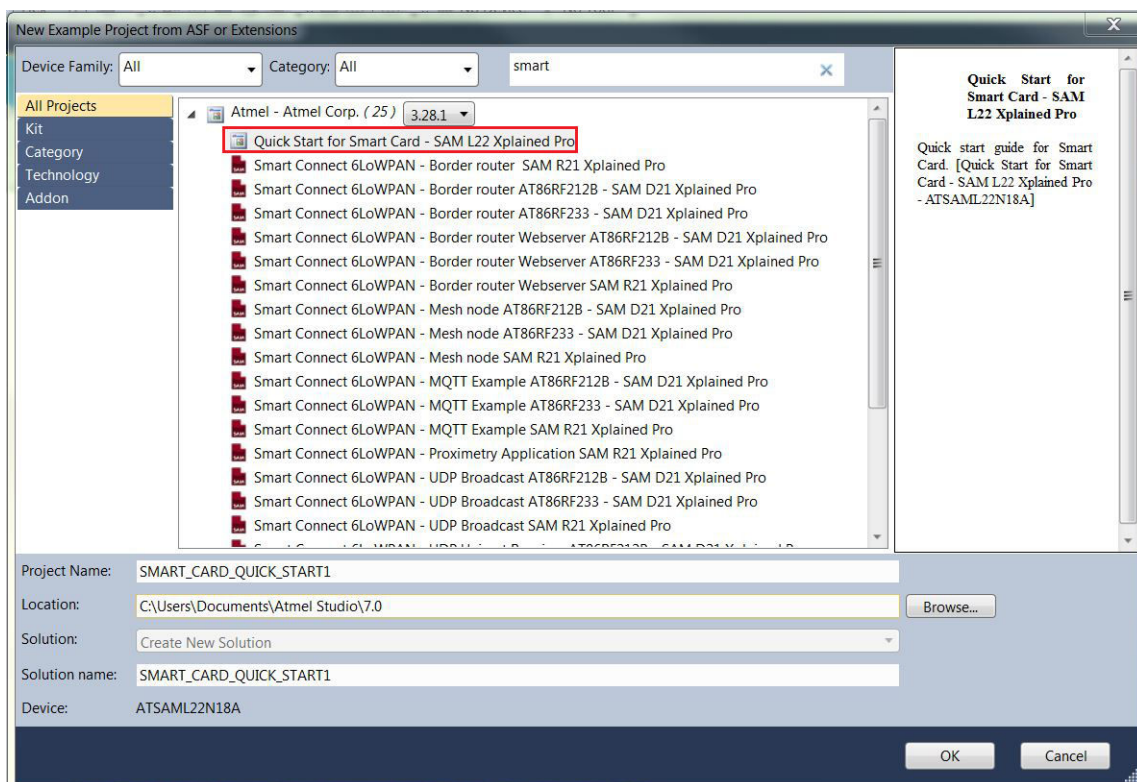 New Example Project from ASF or Extensions
Device Family: All Category: All smart
All Projects
Kit
Category
Technology
Addon
Atmel - Atmel Corp. (25) 3.28.1
Quick Start for Smart Card - SAM L22 Xplained Pro
Smart Connect 6LoWPAN - Border router SAM R21 Xplained Pro
Smart Connect 6LoWPAN - Border router AT86RF212B - SAM D21 Xplained Pro
Smart Connect 6LoWPAN - Border router AT86RF233 - SAM D21 Xplained Pro
Smart Connect 6LoWPAN - Border router Webserver AT86RF212B - SAM D21 Xplained Pro
Smart Connect 6LoWPAN - Border router Webserver AT86RF233 - SAM D21 Xplained Pro
Smart Connect 6LoWPAN - Border router Webserver SAM R21 Xplained Pro
Smart Connect 6LoWPAN - Mesh node AT86RF212B - SAM D21 Xplained Pro
Smart Connect 6LoWPAN - Mesh node AT86RF233 - SAM D21 Xplained Pro
Smart Connect 6LoWPAN - Mesh node SAM R21 Xplained Pro
Smart Connect 6LoWPAN - MQTT Example AT86RF212B - SAM D21 Xplained Pro
Smart Connect 6LoWPAN - MQTT Example AT86RF233 - SAM D21 Xplained Pro
Smart Connect 6LoWPAN - MQTT Example SAM R21 Xplained Pro
Smart Connect 6LoWPAN - Proximetry Application SAM R21 Xplained Pro
Smart Connect 6LoWPAN - UDP Broadcast AT86RF212B - SAM D21 Xplained Pro
Smart Connect 6LoWPAN - UDP Broadcast AT86RF233 - SAM D21 Xplained Pro
Smart Connect 6LoWPAN - UDP Broadcast SAM R21 Xplained Pro
Quick Start for
Smart Card - SAM
L22 Xplained Pro
Quick start guide for Smart
Card. [Quick Start for Smart
Card - SAM L22 Xplained Pro
- ATSAML22N18A]
Project Name: SMART_CARD_QUICK_START1
Location: C:\Users\Documents\Atmel Studio\7.0 Browse...
Solution: Create New Solution
Solution name: SMART_CARD_QUICK_START1
Device: ATSAML22N18A
OK Cancel